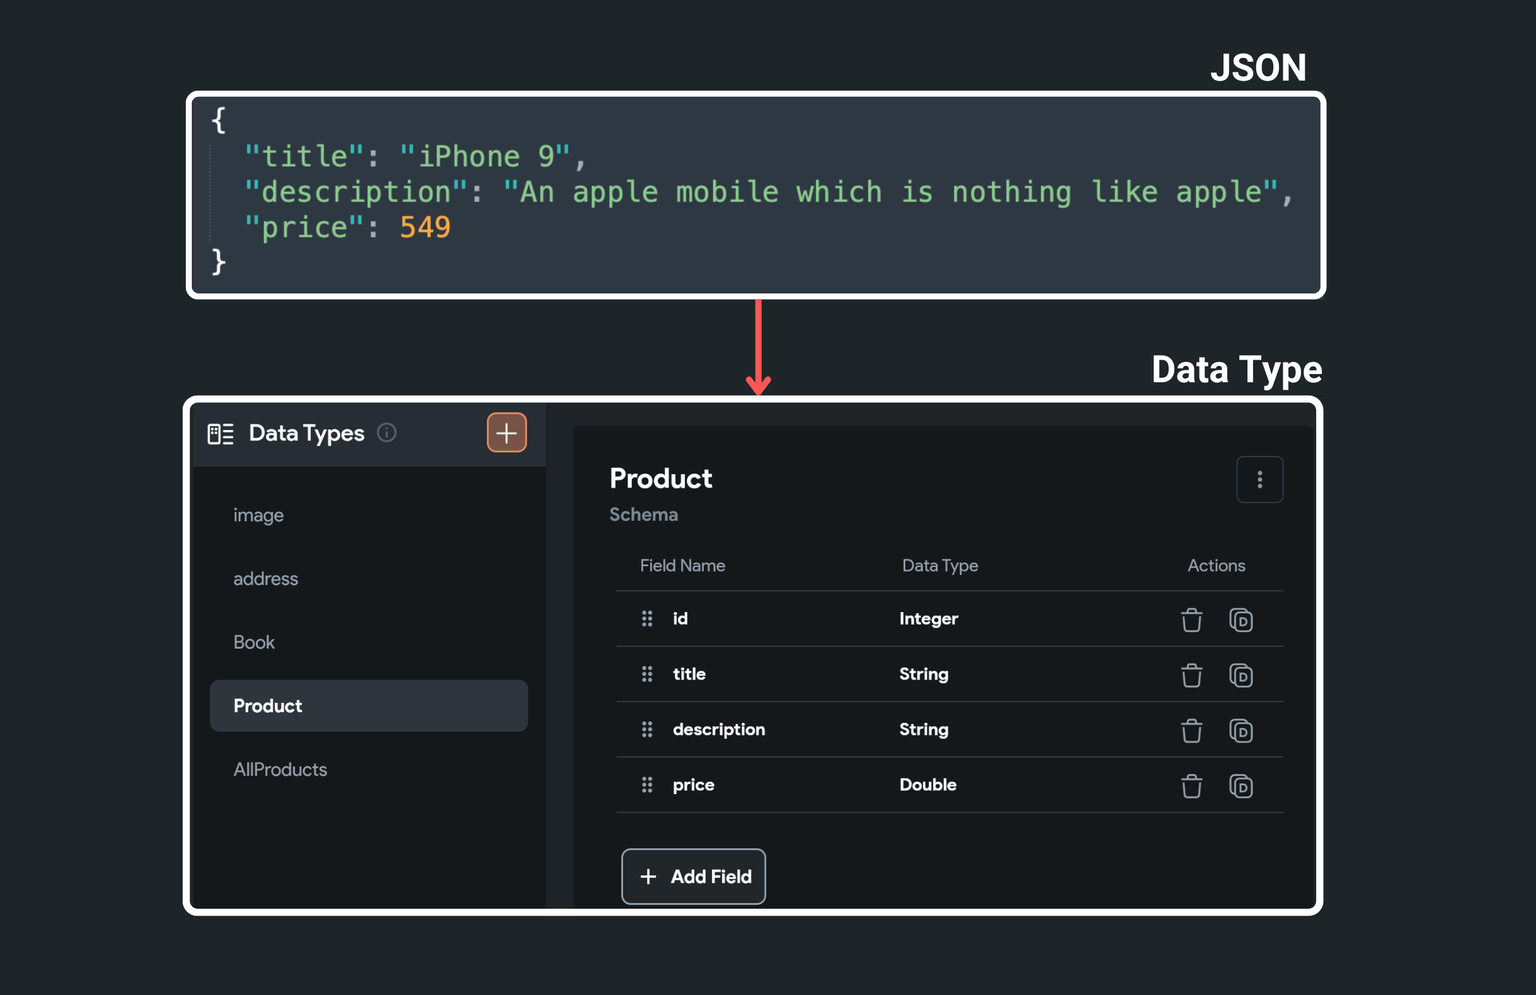 JSON
{
"title": "iPhone 9",
"description": "An apple mobile which is nothing like apple",
"price": 549
}
Data Type
Data Types
image
address
Book
Product
AllProducts
Product
Schema
Field Name Data Type Actions
id Integer D
title String D
description String D
price Double D
+ Add Field